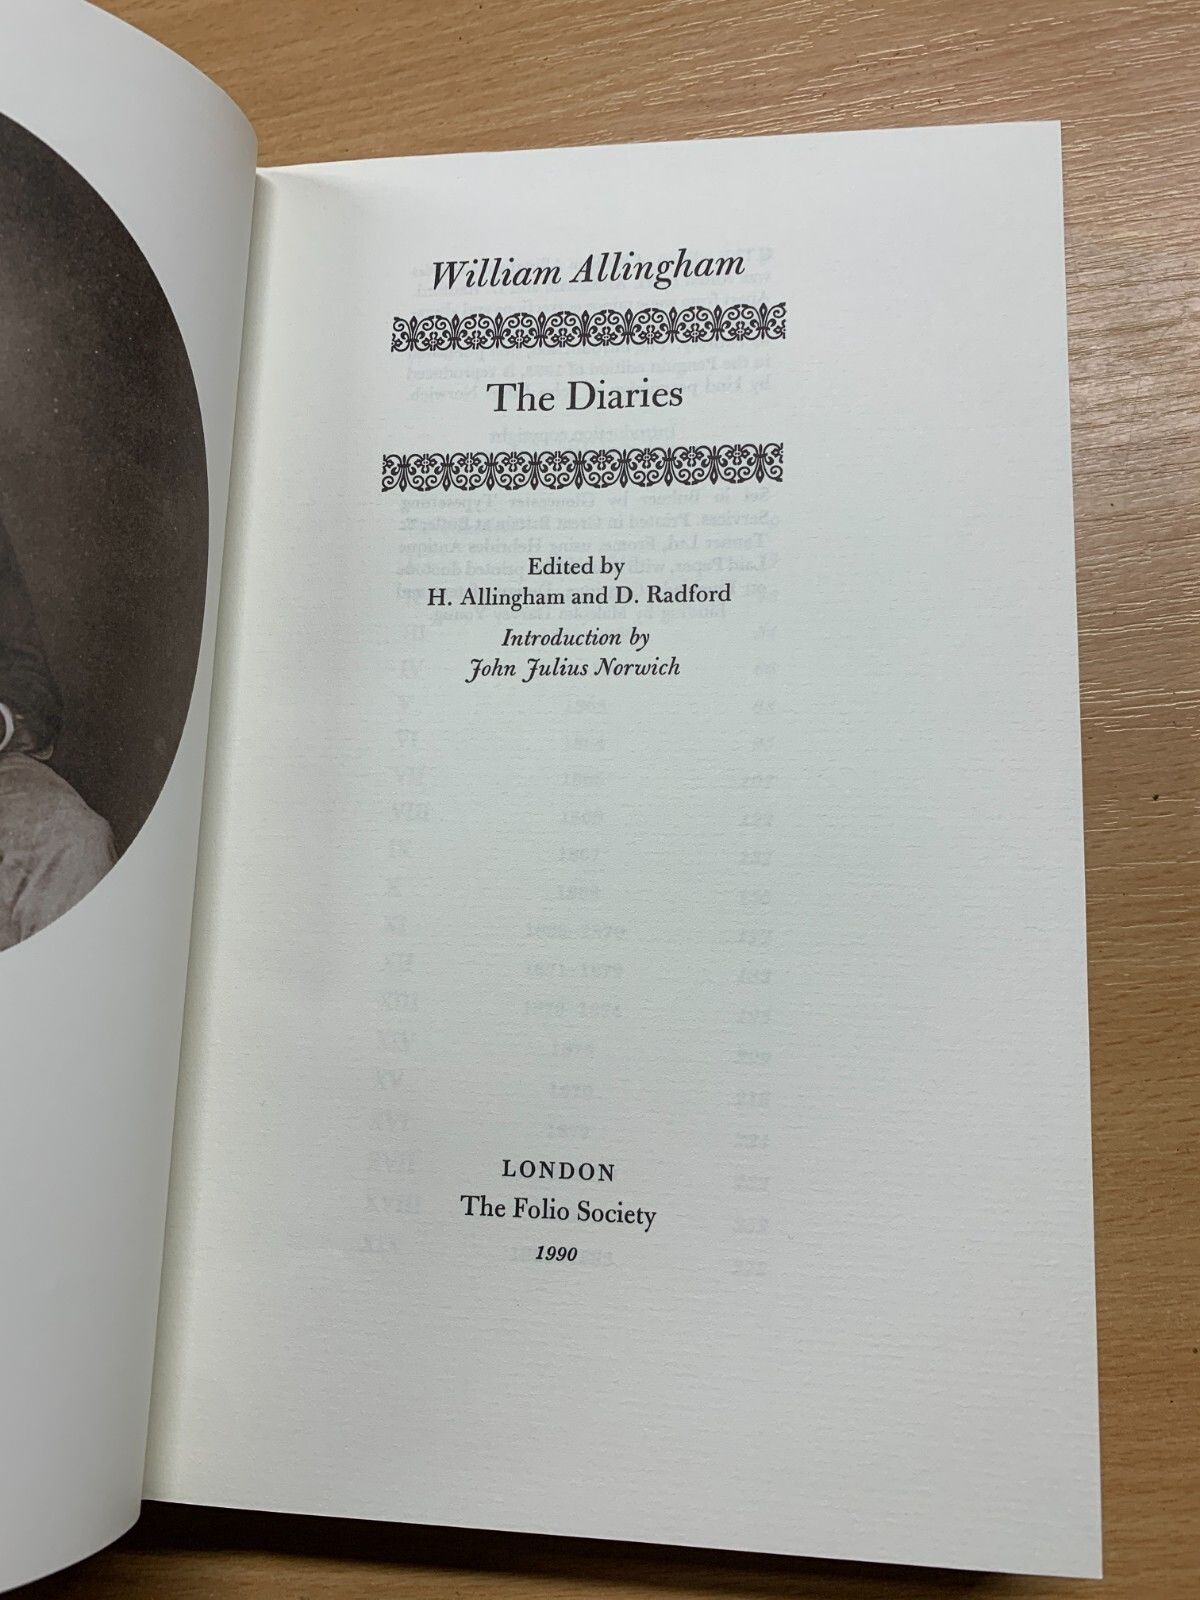 William Allingham
The Diaries
Edited by
H. Allingham and D. Radford
Introduction by
John Julius Norwich
LONDON
The Folio Society
1990